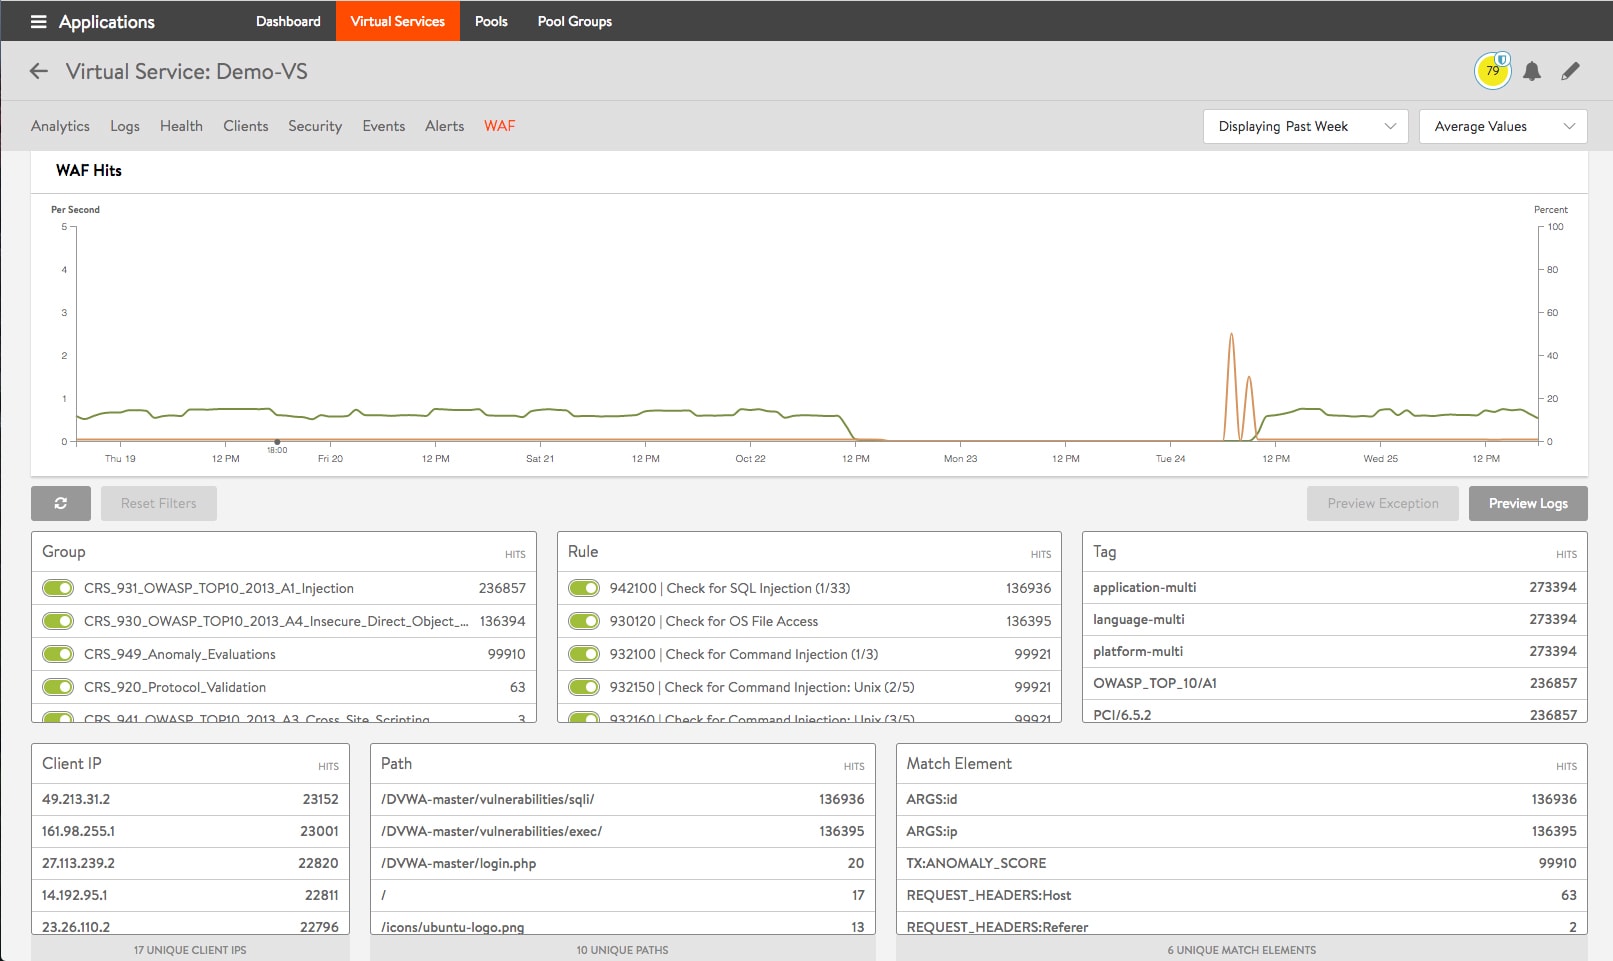 Applications Dashboard Virtual Services Pools Pool Groups
Virtual Service: Demo-VS 79
Analytics Logs Health Clients Security Events Alerts WAF Displaying Past Week Average Values
WAF Hits
Per Second Percent
5 100
4 80
3 60
2 40
1 20
0 0
18:00
Thu 19 12 PM Fri 20 12 PM Sat 21 12 PM Oct 22 12 PM Mon 23 12 PM Tue 24 12 PM Wed 25 12 PM
Reset Filters Preview Exception Preview Logs
Group HITS
CRS_931_OWASP_TOP10_2013_A1_Injection 236857
CRS_930_OWASP_TOP10_2013_A4_Insecure_Direct_Object_... 136394
CRS_949_Anomaly_Evaluations 99910
CRS_920_Protocol_Validation 63
CRS_941_OWASP_TOP10_2013_A3_Cross_Site_Scripting 3
Rule HITS
942100 | Check for SQL Injection (1/33) 136936
930120 | Check for OS File Access 136395
932100 | Check for Command Injection (1/3) 99921
932150 | Check for Command Injection: Unix (2/5) 99921
932160 | Check for Command Injection: Unix (3/5) 99921
Tag HITS
application-multi 273394
language-multi 273394
platform-multi 273394
OWASP_TOP_10/A1 236857
PCI/6.5.2 236857
Client IP HITS
49.213.31.2 23152
161.98.255.1 23001
27.113.239.2 22820
14.192.95.1 22811
23.26.110.2 22796
17 UNIQUE CLIENT IPS
Path HITS
/DVWA-master/vulnerabilities/sqli/ 136936
/DVWA-master/vulnerabilities/exec/ 136395
/DVWA-master/login.php 20
/ 17
/icons/ubuntu-logo.png 13
10 UNIQUE PATHS
Match Element HITS
ARGS:id 136936
ARGS:ip 136395
TX:ANOMALY_SCORE 99910
REQUEST_HEADERS:Host 63
REQUEST_HEADERS:Referer 2
6 UNIQUE MATCH ELEMENTS